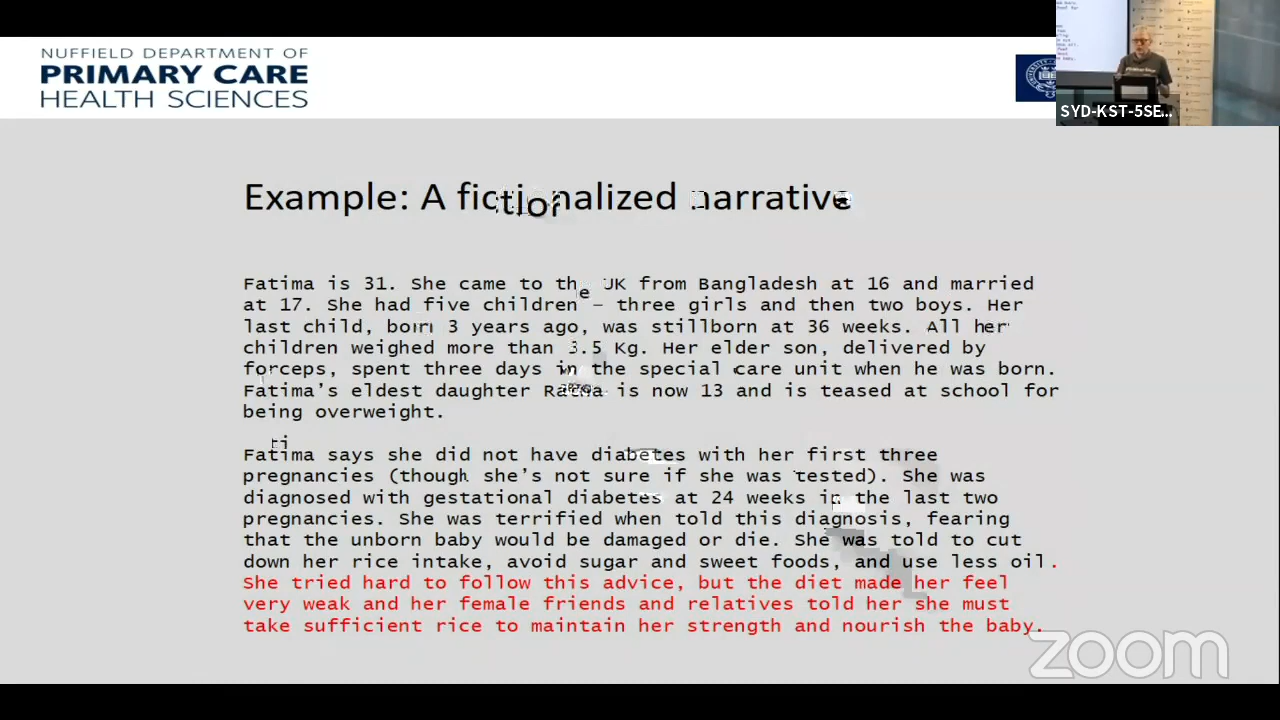 NUFFIELD DEPARTMENT OF
PRIMARY CARE
HEALTH SCIENCES
SYD-KST-5SE...
Example: A fictionalized narrative
Fatima is 31. She came to the UK from Bangladesh at 16 and married
at 17. She had five children – three girls and then two boys. Her
last child, born 3 years ago, was stillborn at 36 weeks. All her
children weighed more than 3.5 Kg. Her elder son, delivered by
forceps, spent three days in the special care unit when he was born.
Fatima's eldest daughter is now 13 and is teased at school for
being overweight.
Fatima says she did not have diabetes with her first three
pregnancies (though she's not sure if she was tested). She was
diagnosed with gestational diabetes at 24 weeks in the last two
pregnancies. She was terrified when told this diagnosis, fearing
that the unborn baby would be damaged or die. She was told to cut
down her rice intake, avoid sugar and sweet foods, and use less oil.
She tried hard to follow this advice, but the diet made her feel
very weak and her female friends and relatives told her she must
take sufficient rice to maintain her strength and nourish the baby.
zoom